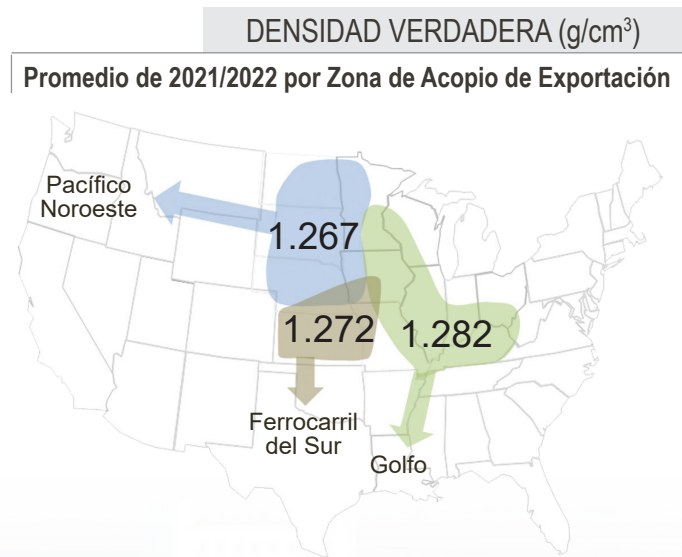 DENSIDAD VERDADERA (g/cm³)
Promedio de 2021/2022 por Zona de Acopio de Exportación
Pacífico
Noroeste
1.267
1.272
1.282
Ferrocarril
del Sur
Golfo